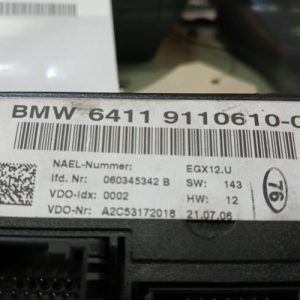 BMW 6411 9110610-0
NAEL-Nummer: EGX12.U
lfd. Nr: 060345342 B SW: 143
VDO-Idx: 0002 HW: 12
VDO-Nr: A2C53172018 21.07.06
76